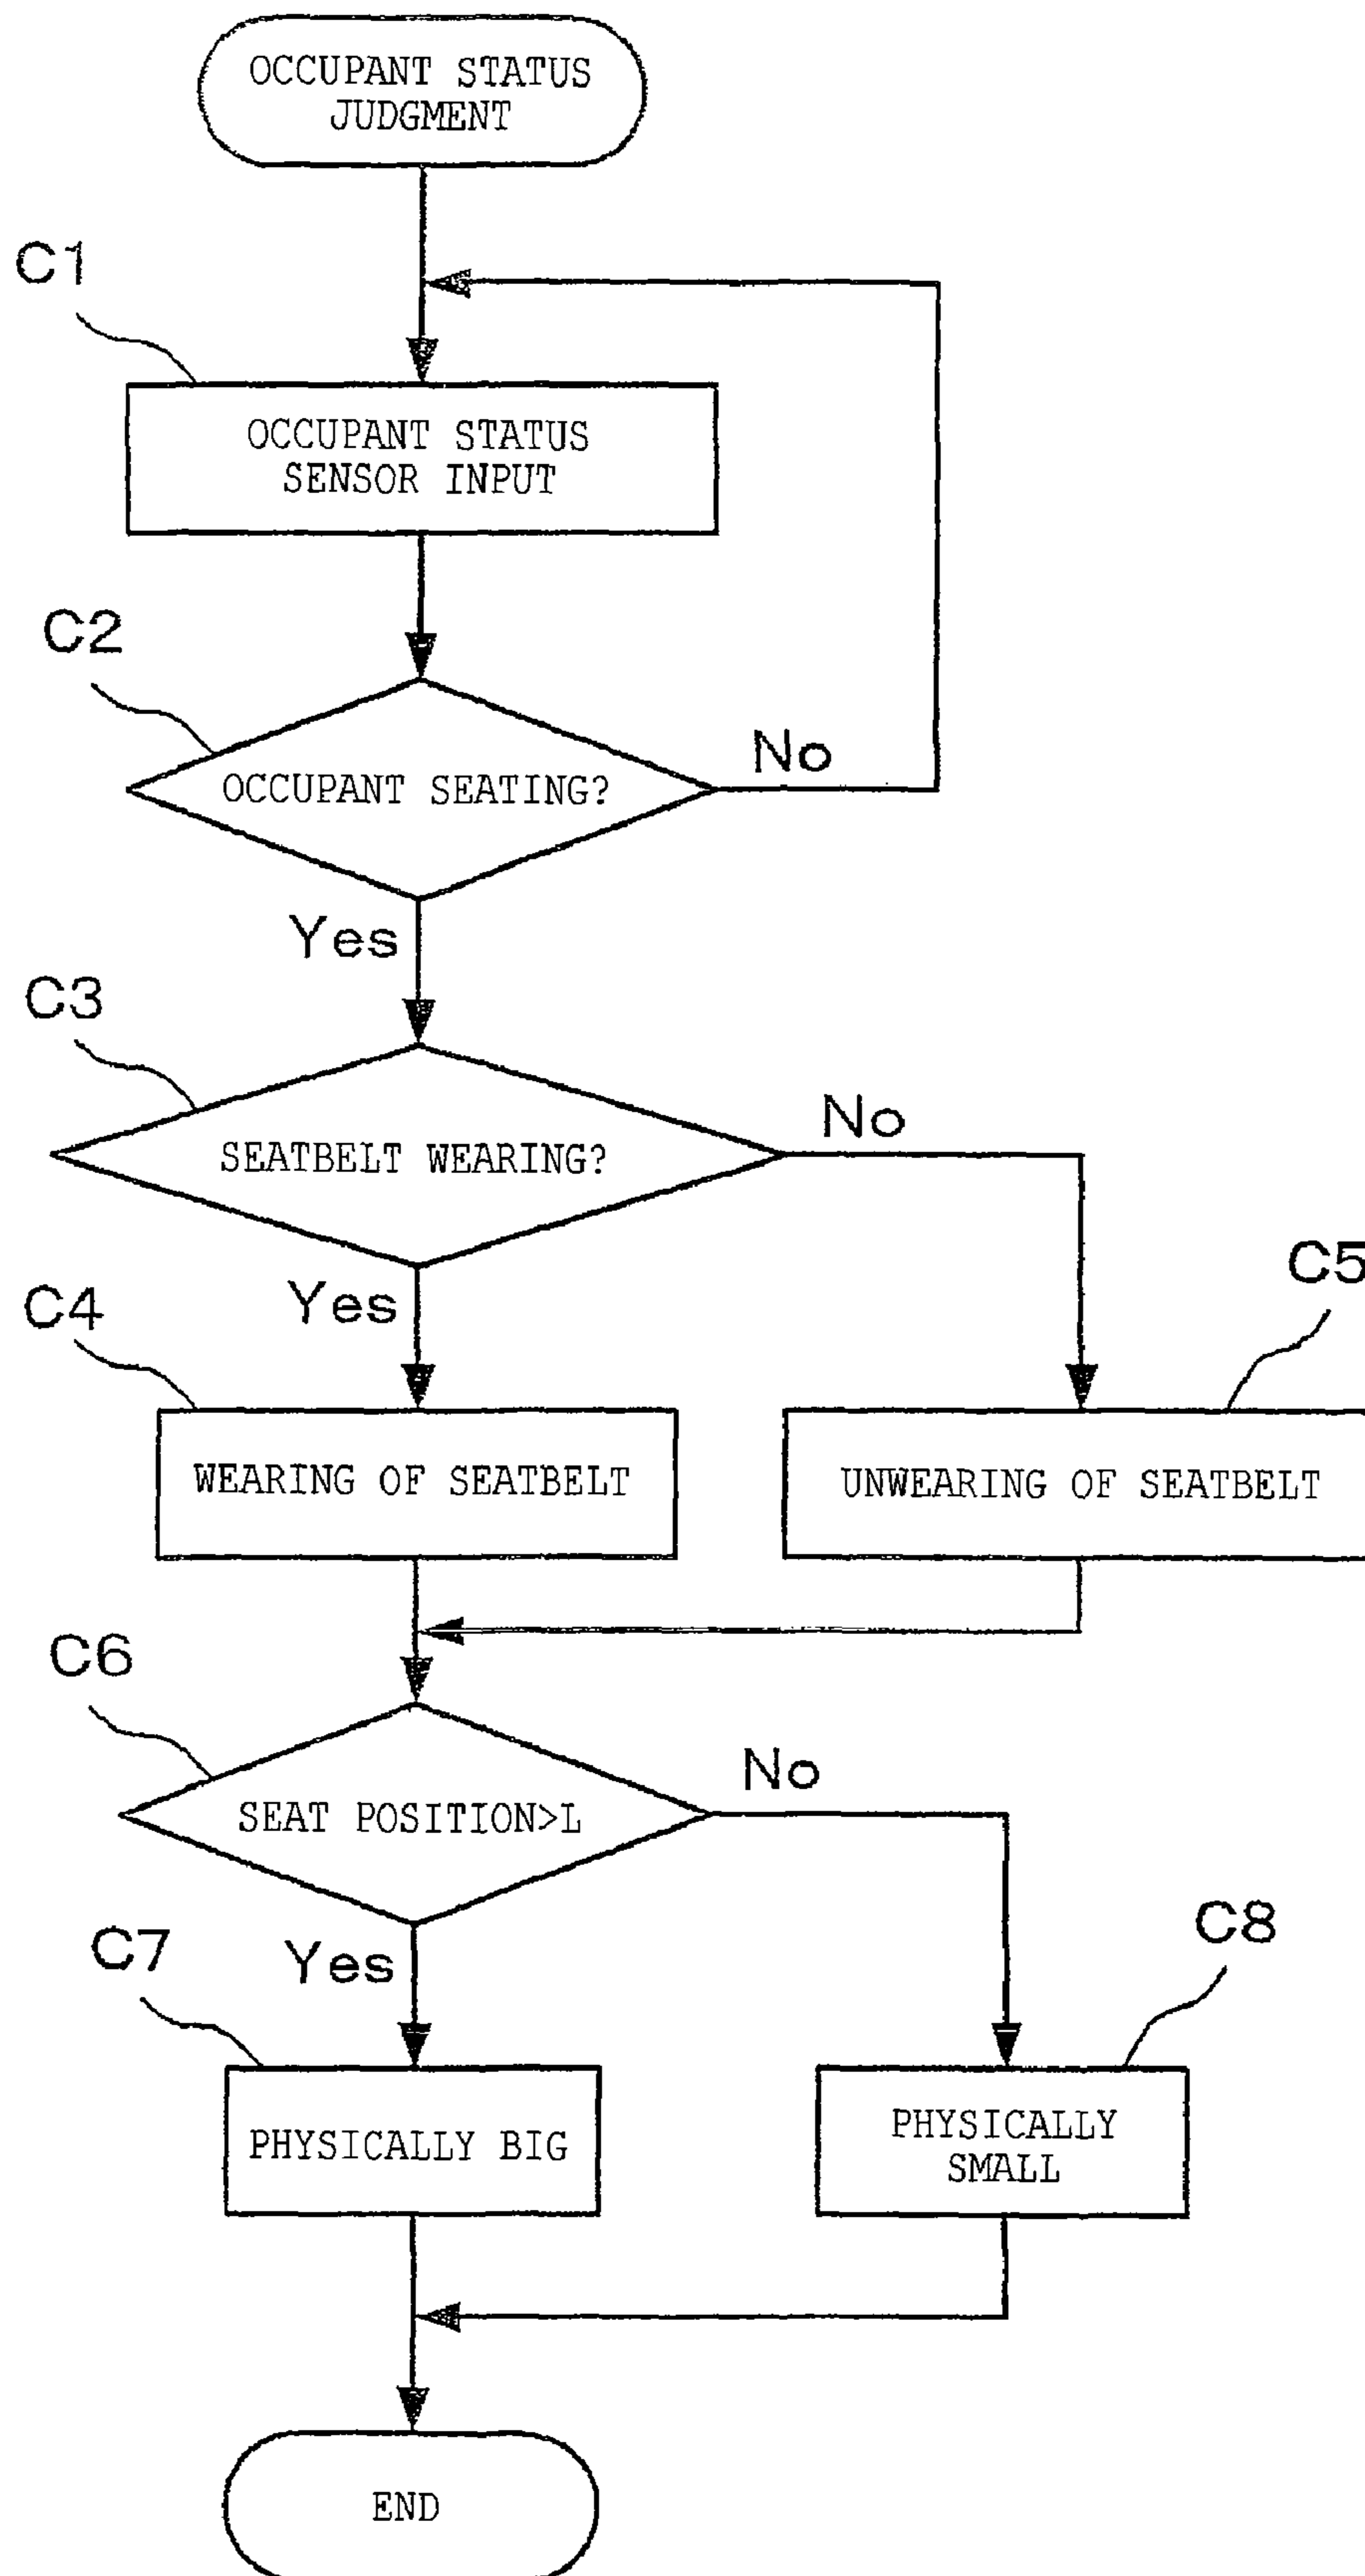 OCCUPANT STATUS
JUDGMENT
C1
OCCUPANT STATUS
SENSOR INPUT
C2
OCCUPANT SEATING?
No
Yes
C3
SEATBELT WEARING?
No
Yes
C4
C5
WEARING OF SEATBELT
UNWEARING OF SEATBELT
C6
SEAT POSITION>L
No
Yes
C7
C8
PHYSICALLY BIG
PHYSICALLY
SMALL
END